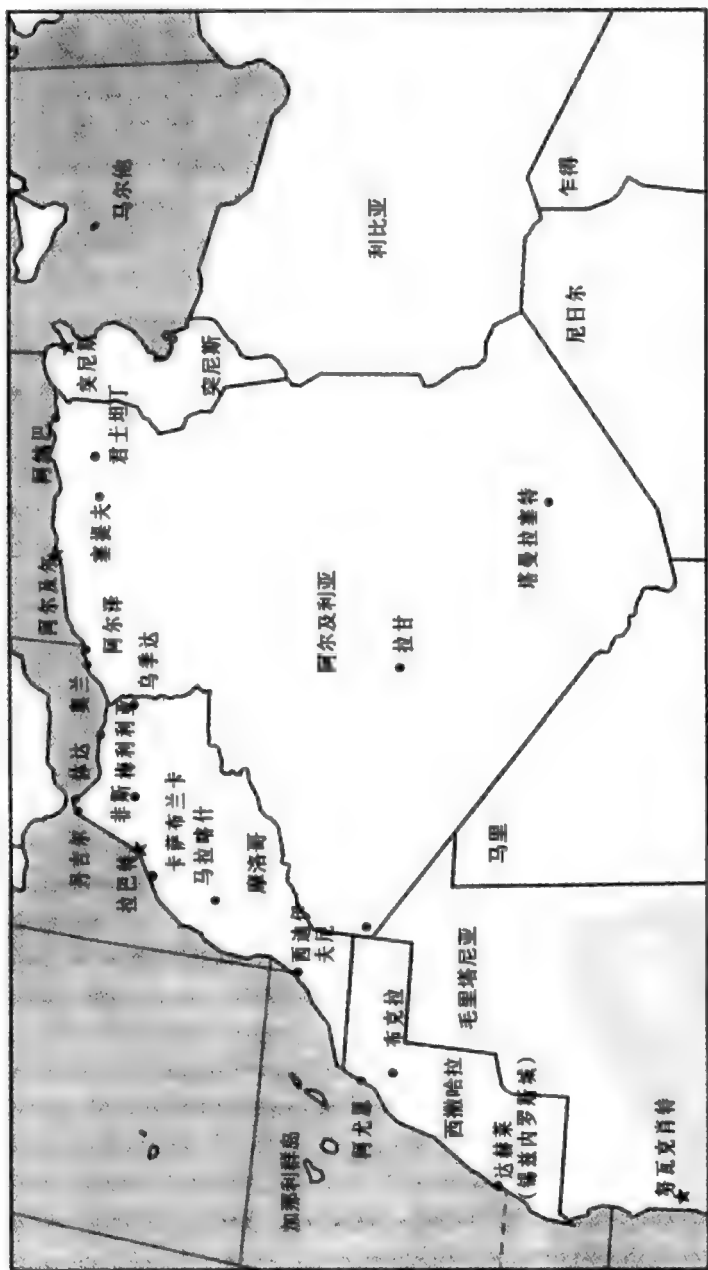 马尔他
突尼斯
阿纳巴
君士坦丁
突尼斯
塞提夫
阿尔及尔
阿尔泽
奥兰
乌季达
梅利利亚
休达
丹吉尔
非斯
拉巴特
卡萨布兰卡
马拉喀什
摩洛哥
西迪伊
夫尼
加那利群岛
阿尤恩
布克拉
西撒哈拉
达赫莱
(锡兹内罗斯城)
努瓦克肖特
毛里塔尼亚
马里
阿尔及利亚
拉甘
塔曼拉塞特
利比亚
尼日尔
乍得